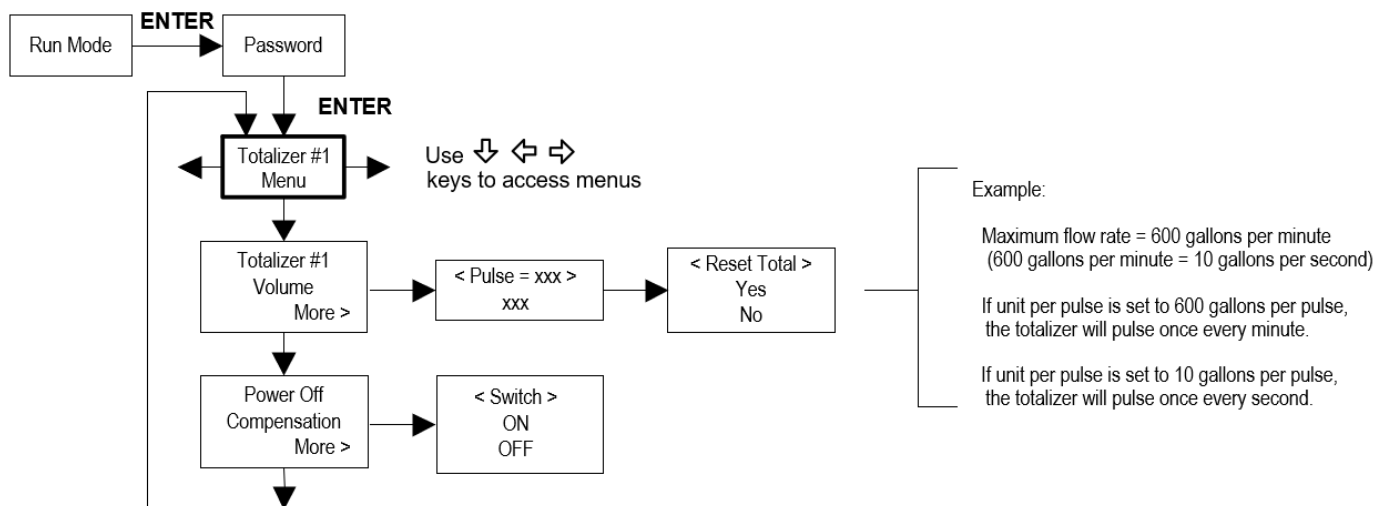 ENTER
Run Mode
Password
ENTER
Totalizer #1
Menu
Use
keys to access menus
Totalizer #1
Volume
More >
< Pulse = xxx >
xxx
< Reset Total >
Yes
No
Example:
Maximum flow rate = 600 gallons per minute
(600 gallons per minute = 10 gallons per second)
If unit per pulse is set to 600 gallons per pulse,
the totalizer will pulse once every minute.
If unit per pulse is set to 10 gallons per pulse,
the totalizer will pulse once every second.
Power Off
Compensation
More >
< Switch >
ON
OFF